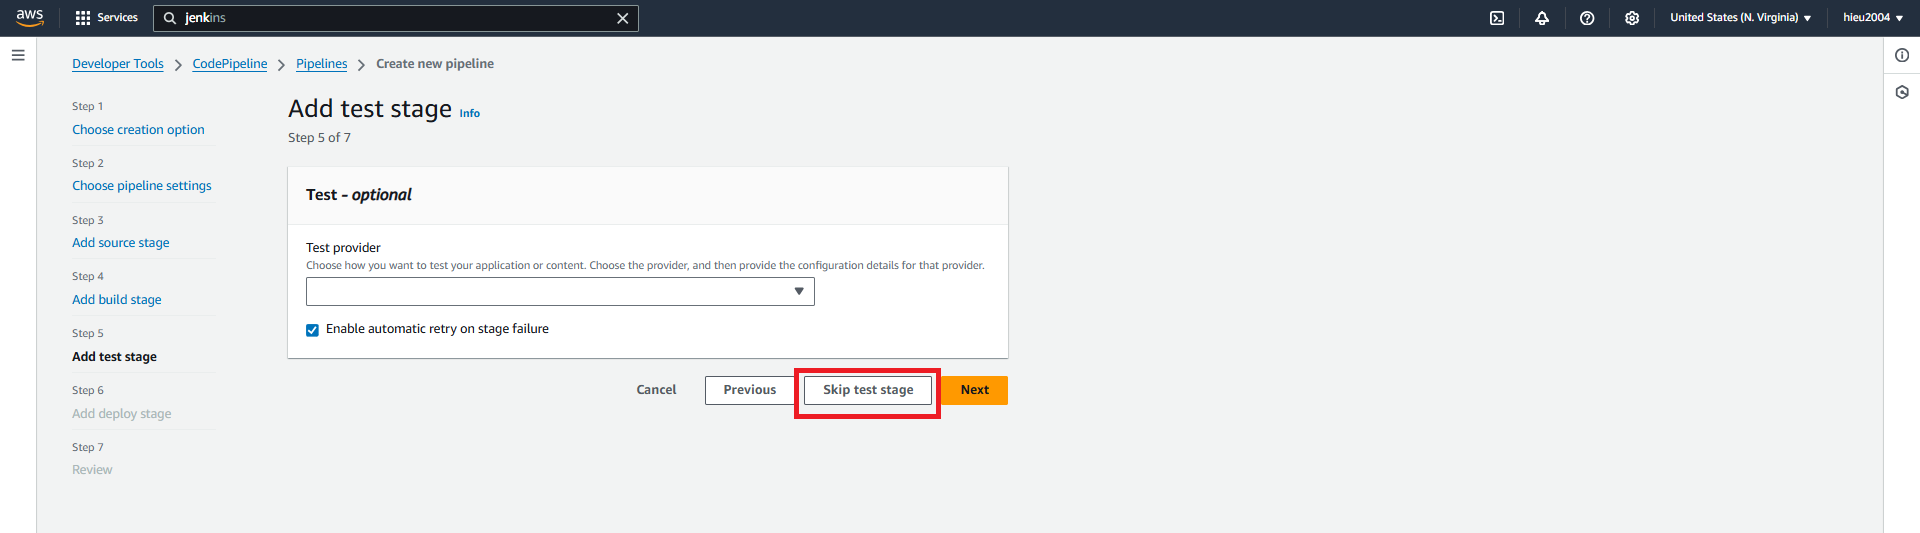 aws Services jenkins United States (N. Virginia) hieu2004
Developer Tools CodePipeline Pipelines Create new pipeline
Step 1
Choose creation option
Step 2
Choose pipeline settings
Step 3
Add source stage
Step 4
Add build stage
Step 5
Add test stage
Step 6
Add deploy stage
Step 7
Review
Add test stage Info
Step 5 of 7
Test - optional
Test provider
Choose how you want to test your application or content. Choose the provider, and then provide the configuration details for that provider.
Enable automatic retry on stage failure
Cancel Previous Skip test stage Next